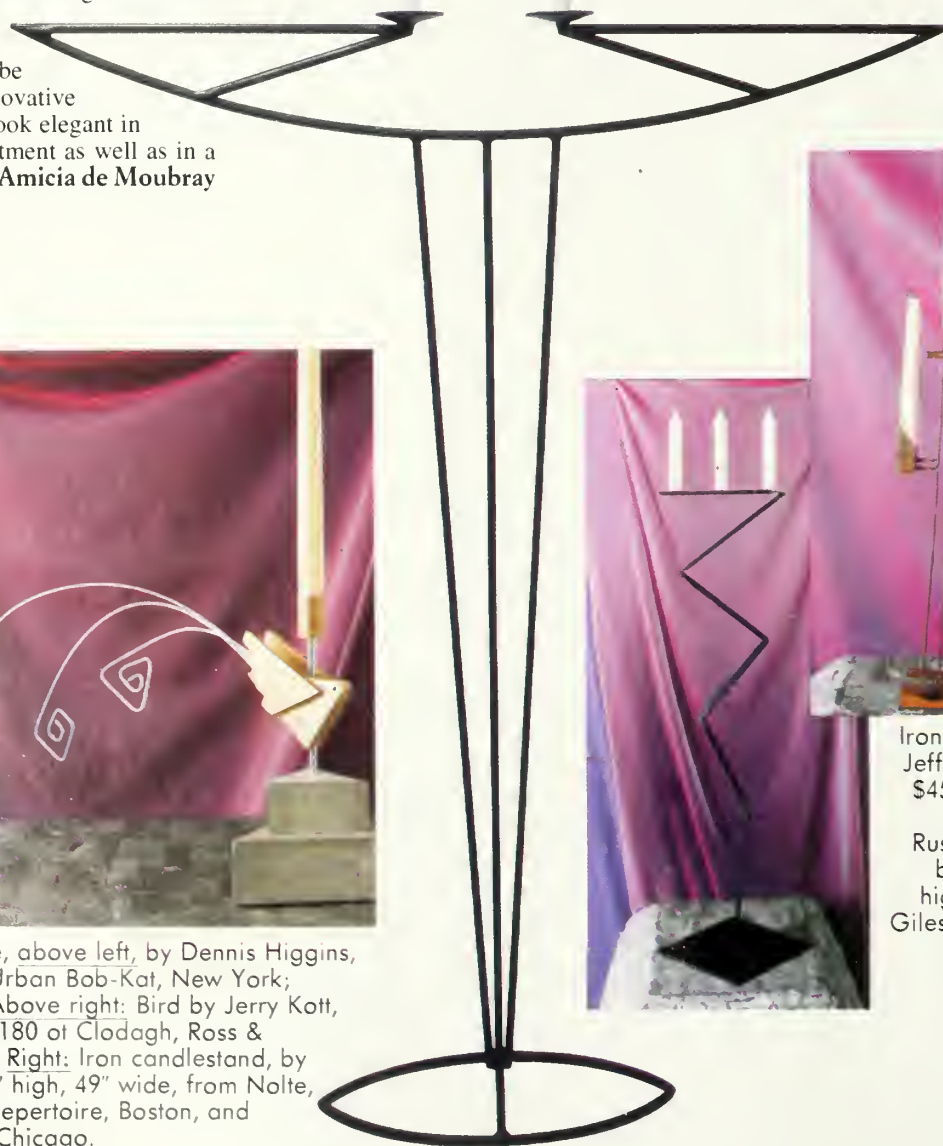 be
ovative
ook elegant in
tment as well as in a
Amicia de Moubray
e, above left, by Dennis Higgins,
Urban Bob-Kat, New York;
Above right: Bird by Jerry Kott,
180 at Clodagh, Ross &
Right: Iron candlestand, by
" high, 49" wide, from Nolte,
epertoire, Boston, and
Chicago.
Iron
Jeff
$45
Rus
b
hig
Giles